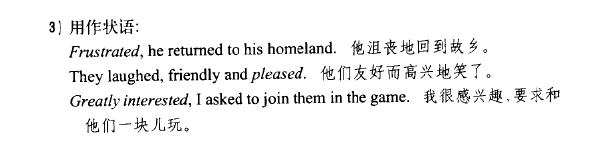 3) 用作状语:
Frustrated, he returned to his homeland. 他沮丧地回到故乡。
They laughed, friendly and pleased. 他们友好而高兴地笑了。
Greatly interested, I asked to join them in the game. 我很感兴趣,要求和
他们一块儿玩。